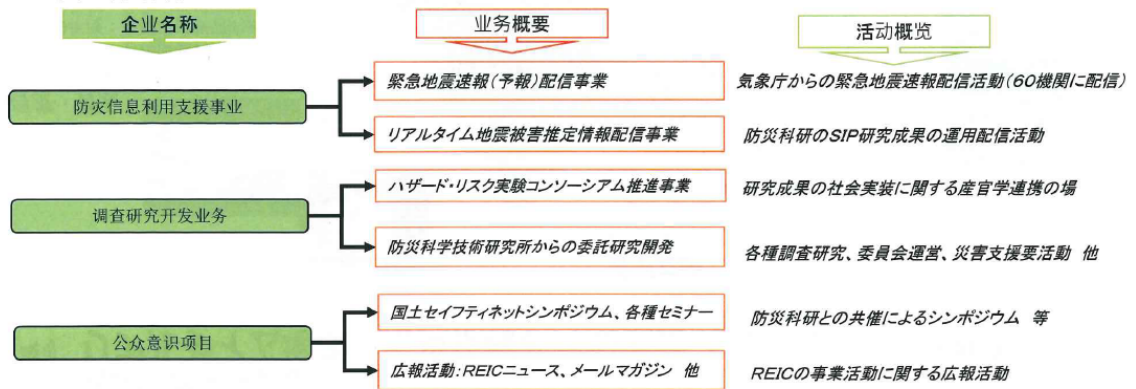 企业名称
业务概要
活动概览
緊急地震速報(予報)配信事業
気象庁からの緊急地震速報配信活動(60機関に配信)
防灾信息利用支援事业
リアルタイム地震被害推定情報配信事業
防災科研のSIP研究成果の運用配信活動
ハザード・リスク実験コンソーシアム推進事業
研究成果の社会実装に関する産官学連携の場
调查研究开发业务
防災科学技術研究所からの委託研究開発
各種調査研究、委員会運営、災害支援要活動 他
国土セイフティネットシンポジウム、各種セミナー
防災科研との共催によるシンポジウム 等
公众意识项目
広報活動:REICニュース、メールマガジン 他
REICの事業活動に関する広報活動